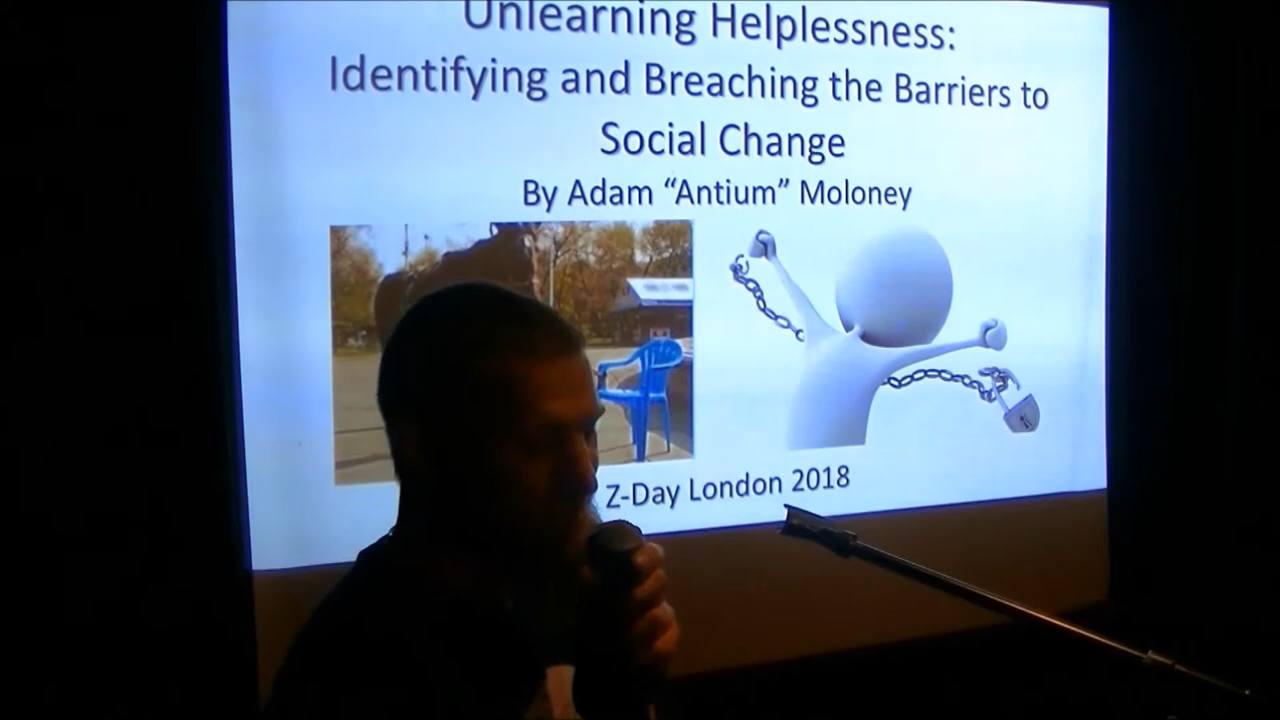 Unlearning Helplessness:
Identifying and Breaching the Barriers to
Social Change
By Adam “Antium” Moloney
Z-Day London 2018